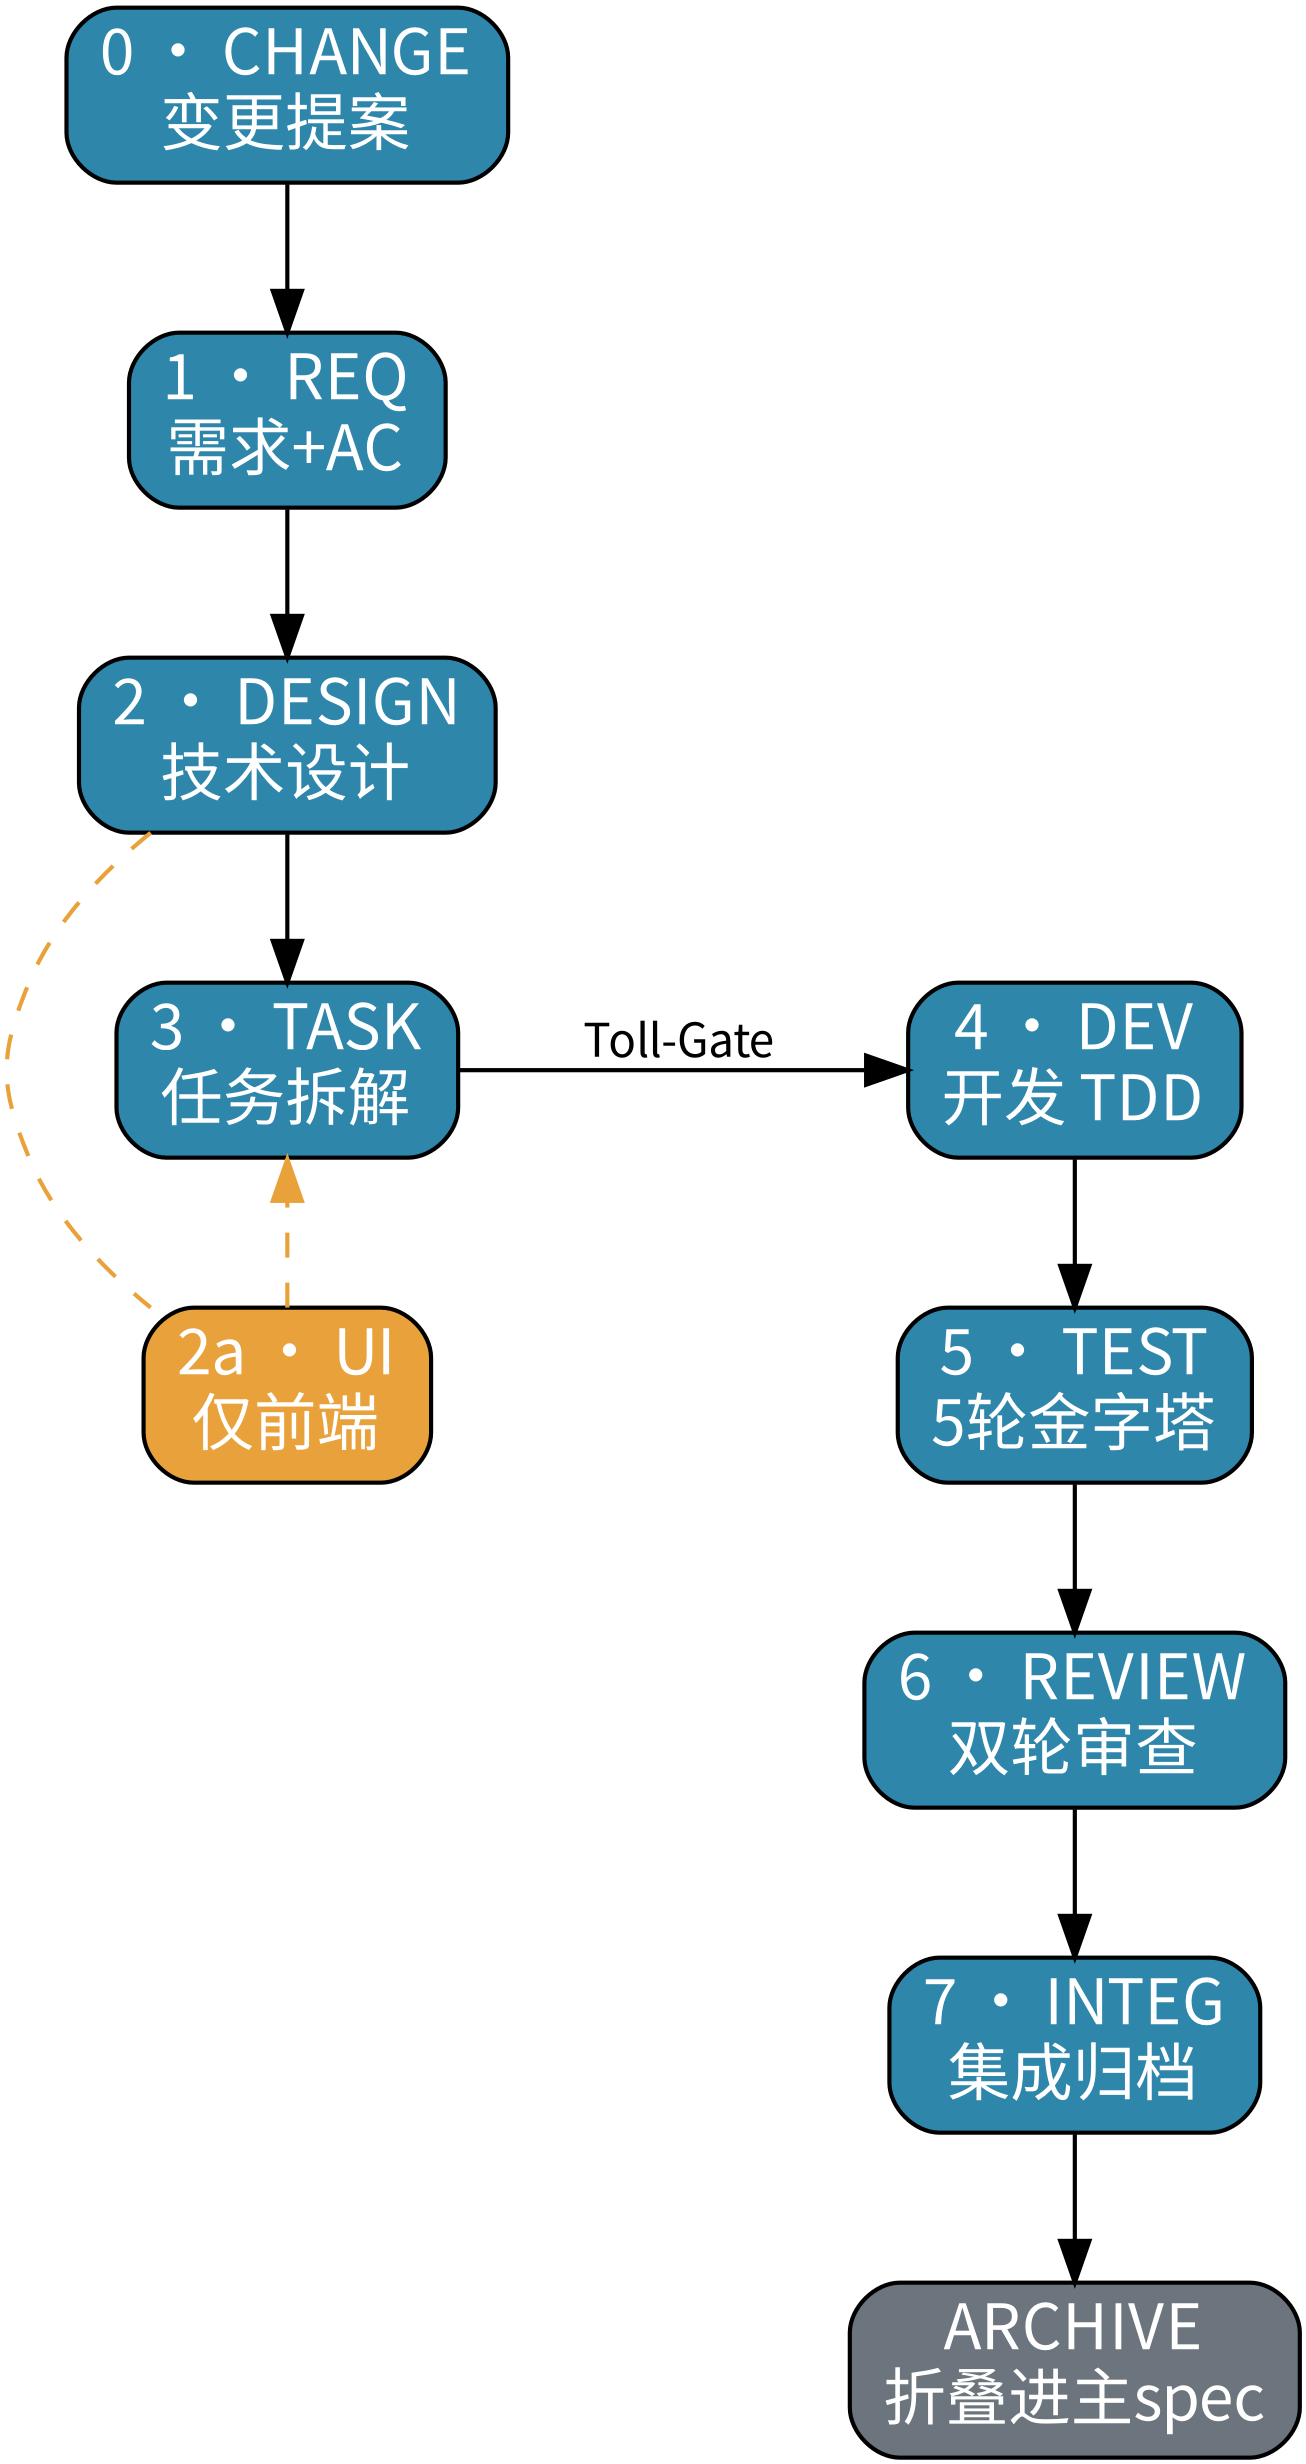 0 · CHANGE
变更提案
1 · REQ
需求+AC
2 · DESIGN
技术设计
3 · TASK
任务拆解
Toll-Gate
4 · DEV
开发 TDD
2a · UI
仅前端
5 · TEST
5轮金字塔
6 · REVIEW
双轮审查
7 · INTEG
集成归档
ARCHIVE
折叠进主spec